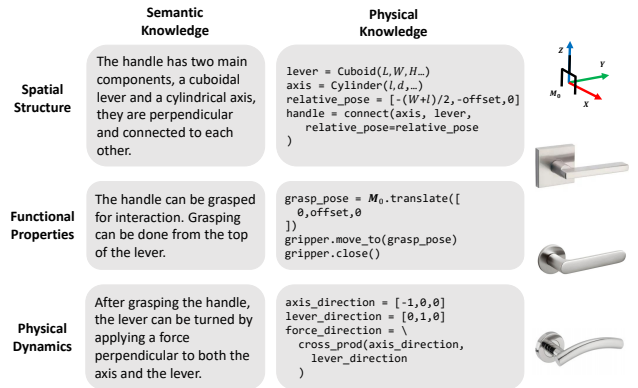 Semantic
Knowledge
Physical
Knowledge
Spatial
Structure
The handle has two main
components, a cuboidal
lever and a cylindrical axis,
they are perpendicular
and connected to each
other.
lever = Cuboid(L,W,H…)
axis = Cylinder(l,d,…)
relative_pose = [-(W+l)/2,-offset,0]
handle = connect(axis, lever,
relative_pose=relative_pose
)
Z
Y
M₀
X
Functional
Properties
The handle can be grasped
for interaction. Grasping
can be done from the top
of the lever.
grasp_pose = M₀.translate([
0,offset,0
])
gripper.move_to(grasp_pose)
gripper.close()
Physical
Dynamics
After grasping the handle,
the lever can be turned by
applying a force
perpendicular to both the
axis and the lever.
axis_direction = [-1,0,0]
lever_direction = [0,1,0]
force_direction = \
cross_prod(axis_direction,
lever_direction
)